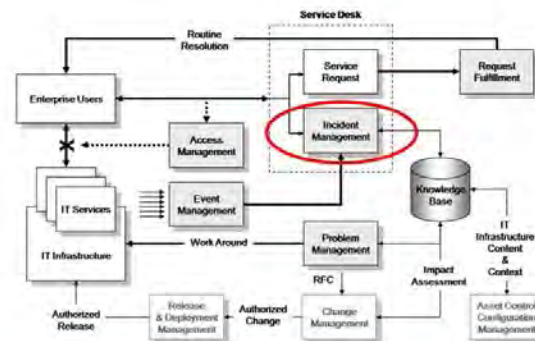 Service Desk
Routine
Resolution
Service
Request
Request
Fulfillment
Enterprise Users
Incident
Management
Access
Management
IT Services
Event
Management
Knowledge
Base
IT Infrastructure
Work Around
Problem
Management
IT
Infrastructure
Content
&
Context
RFC
Impact
Assessment
Authorized
Release
Release
& Deployment
Management
Authorized
Change
Change
Management
Asset Control
Configuration
Management